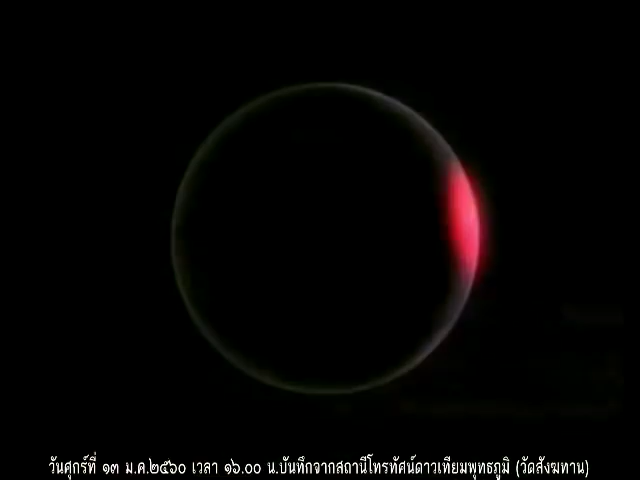 วันศุกร์ที่ ๑๓ ม.ค.๒๕๖๐ เวลา ๑๖.๐๐ น.บันทึกจากสถานีโทรทัศน์ดาวเทียมพุทธภูมิ (วัดสังฆทาน)